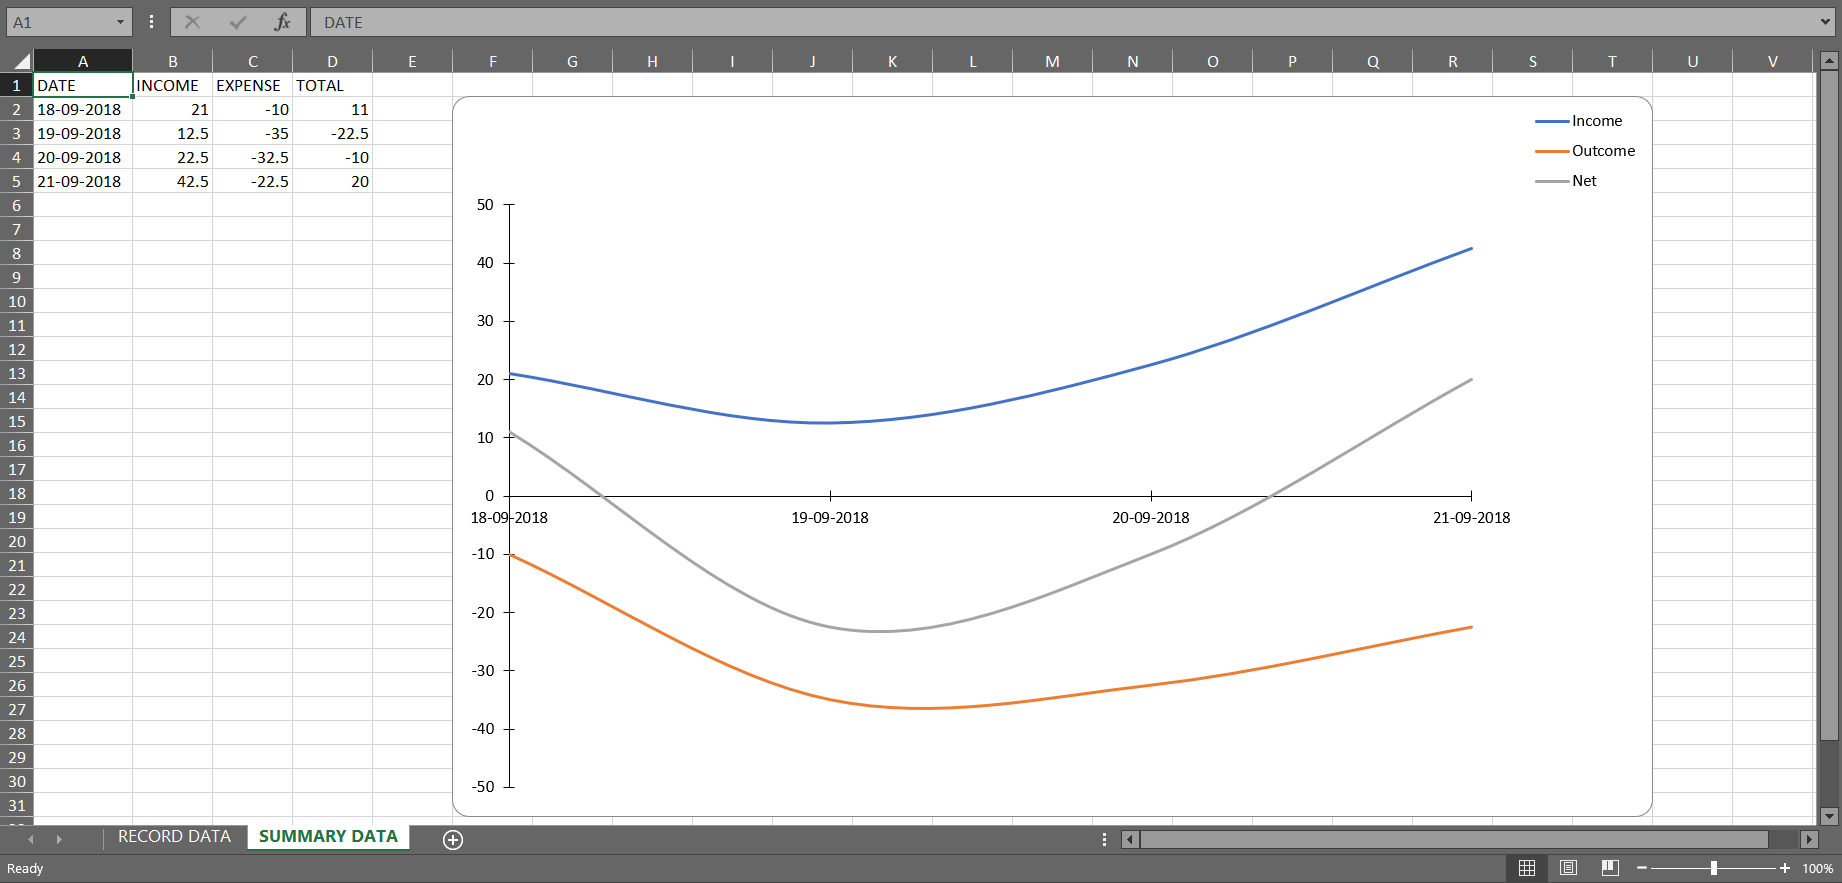 A1 fx DATE
A B C D E F G H I J K L M N O P Q R S T U V
1 DATE INCOME EXPENSE TOTAL
2 18-09-2018 21 -10 11
3 19-09-2018 12.5 -35 -22.5
4 20-09-2018 22.5 -32.5 -10
5 21-09-2018 42.5 -22.5 20
6
7
8
9
10
11
12
13
14
15
16
17
18
19
20
21
22
23
24
25
26
27
28
29
30
31
Income
Outcome
Net
50
40
30
20
10
0
18-09-2018 19-09-2018 20-09-2018 21-09-2018
-10
-20
-30
-40
-50
RECORD DATA SUMMARY DATA
Ready 100%